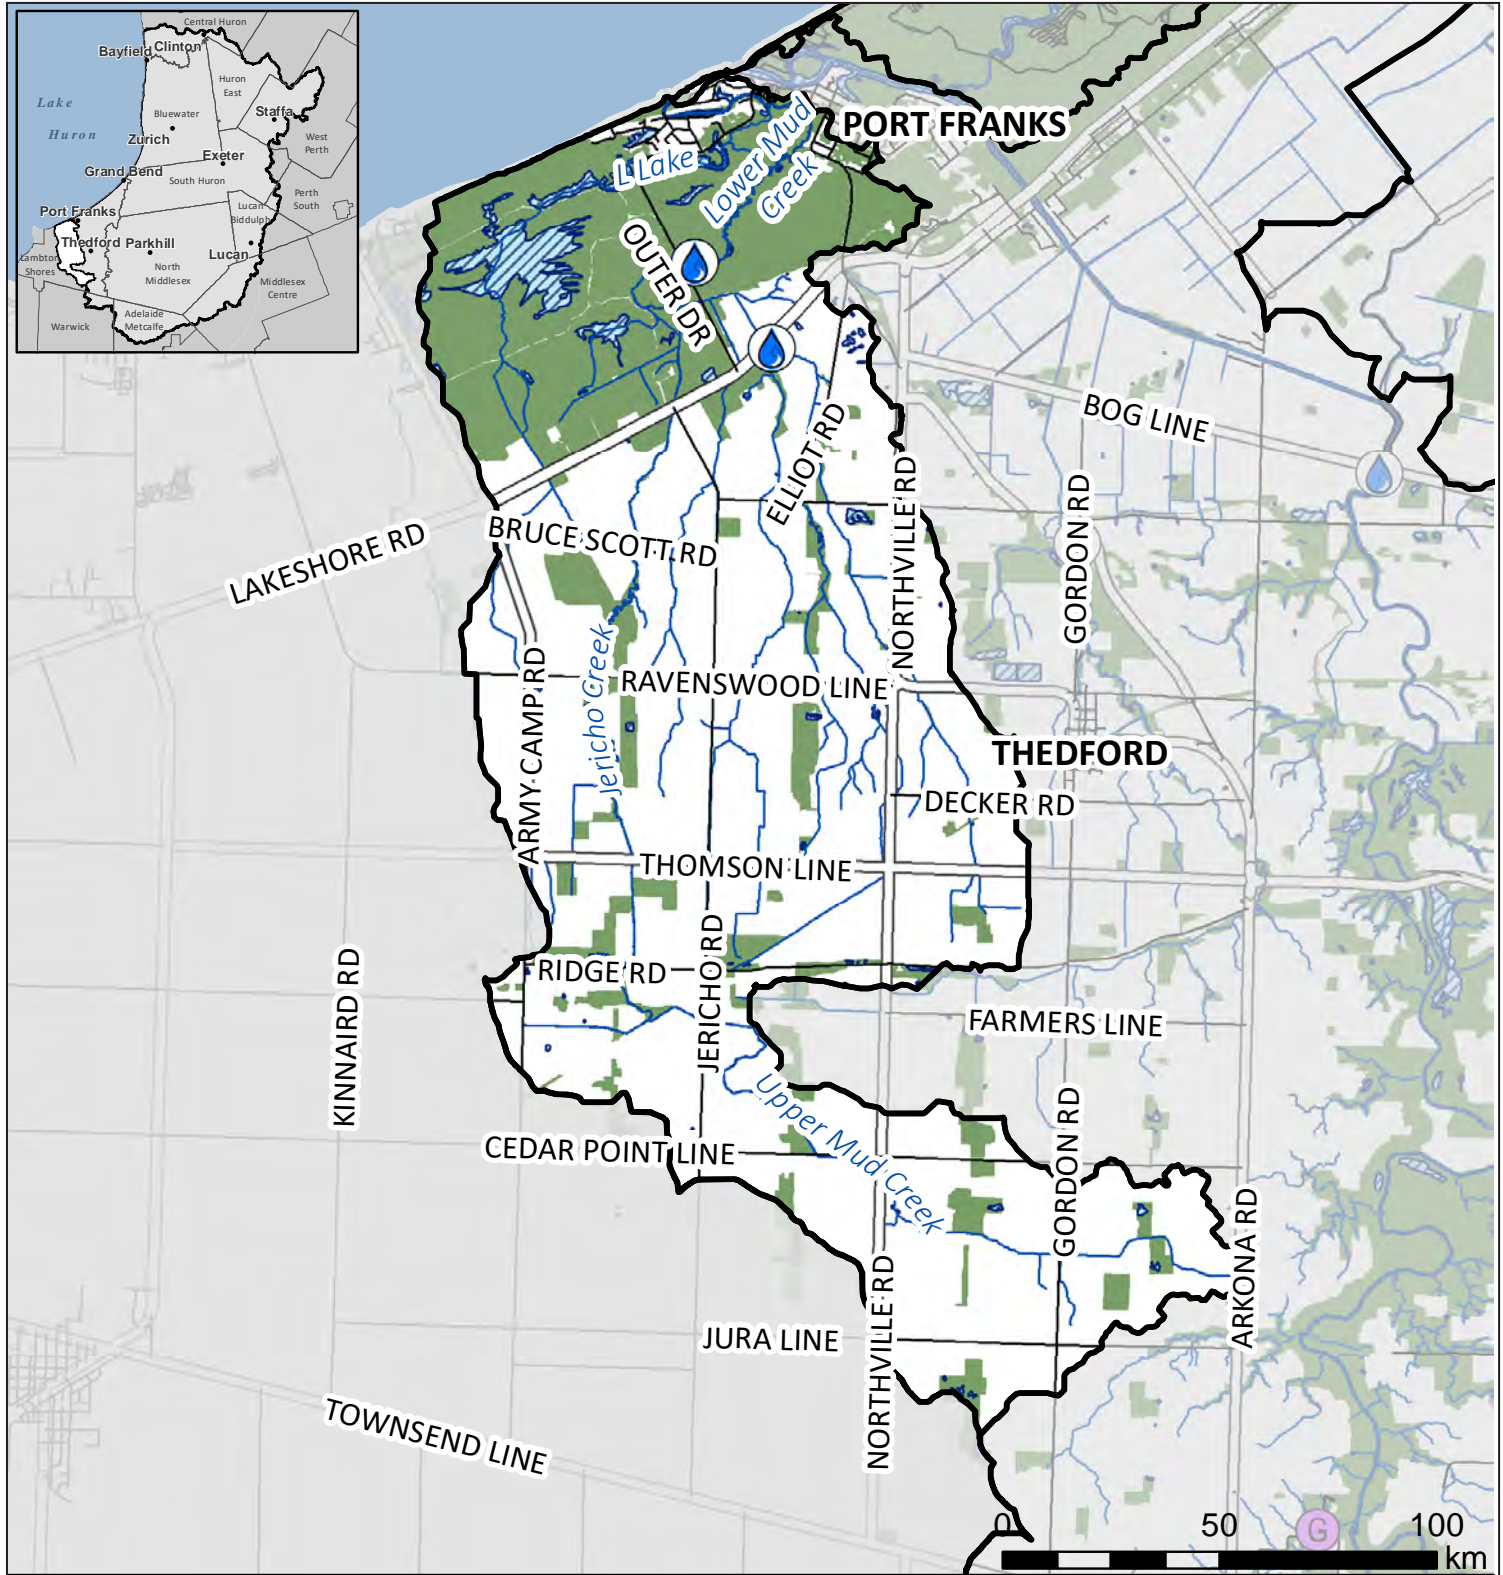 Central Huron
Bayfield
Clinton
Huron
East
Lake
Huron
Bluewater
Staffa
Zurich
West
Perth
Exeter
Grand Bend
South Huron
Perth
South
Port Franks
Lucan
Biddulph
Thedford
Parkhill
Lucan
Lambton
Shores
North
Middlesex
Middlesex
Centre
Adelaide
Metcalfe
Warwick
PORT FRANKS
L Lake
Lower Mud
Creek
OUTER DR
BOG LINE
ELLIOT RD
NORTHVILLE RD
GORDON RD
LAKESHORE RD
BRUCE SCOTT RD
Jericho Creek
ARMY CAMP RD
RAVENSWOOD LINE
THEDFORD
DECKER RD
THOMSON LINE
RIDGE RD
JERICHO RD
KINNAIRD RD
FARMERS LINE
Upper Mud Creek
CEDAR POINT LINE
GORDON RD
ARKONA RD
NORTHVILLE RD
JURA LINE
TOWNSEND LINE
G
0 50 100
km